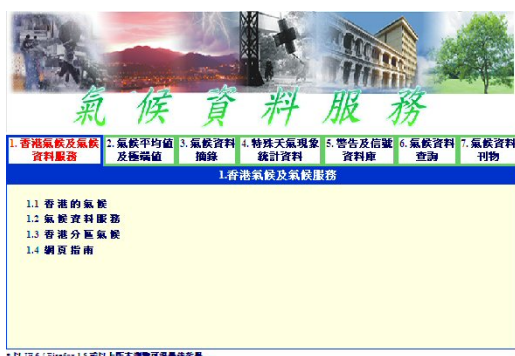 氣候資料服務
1. 香港氣候及氣候資料服務
2. 氣候平均值及極端值
3. 氣候資料摘錄
4. 特殊天氣現象統計資料
5. 警告及信號資料庫
6. 氣候資料查詢
7. 氣候資料刊物
1.香港氣候及氣候服務
1.1 香港的氣候
1.2 氣候資料服務
1.3 香港分區氣候
1.4 網頁指南